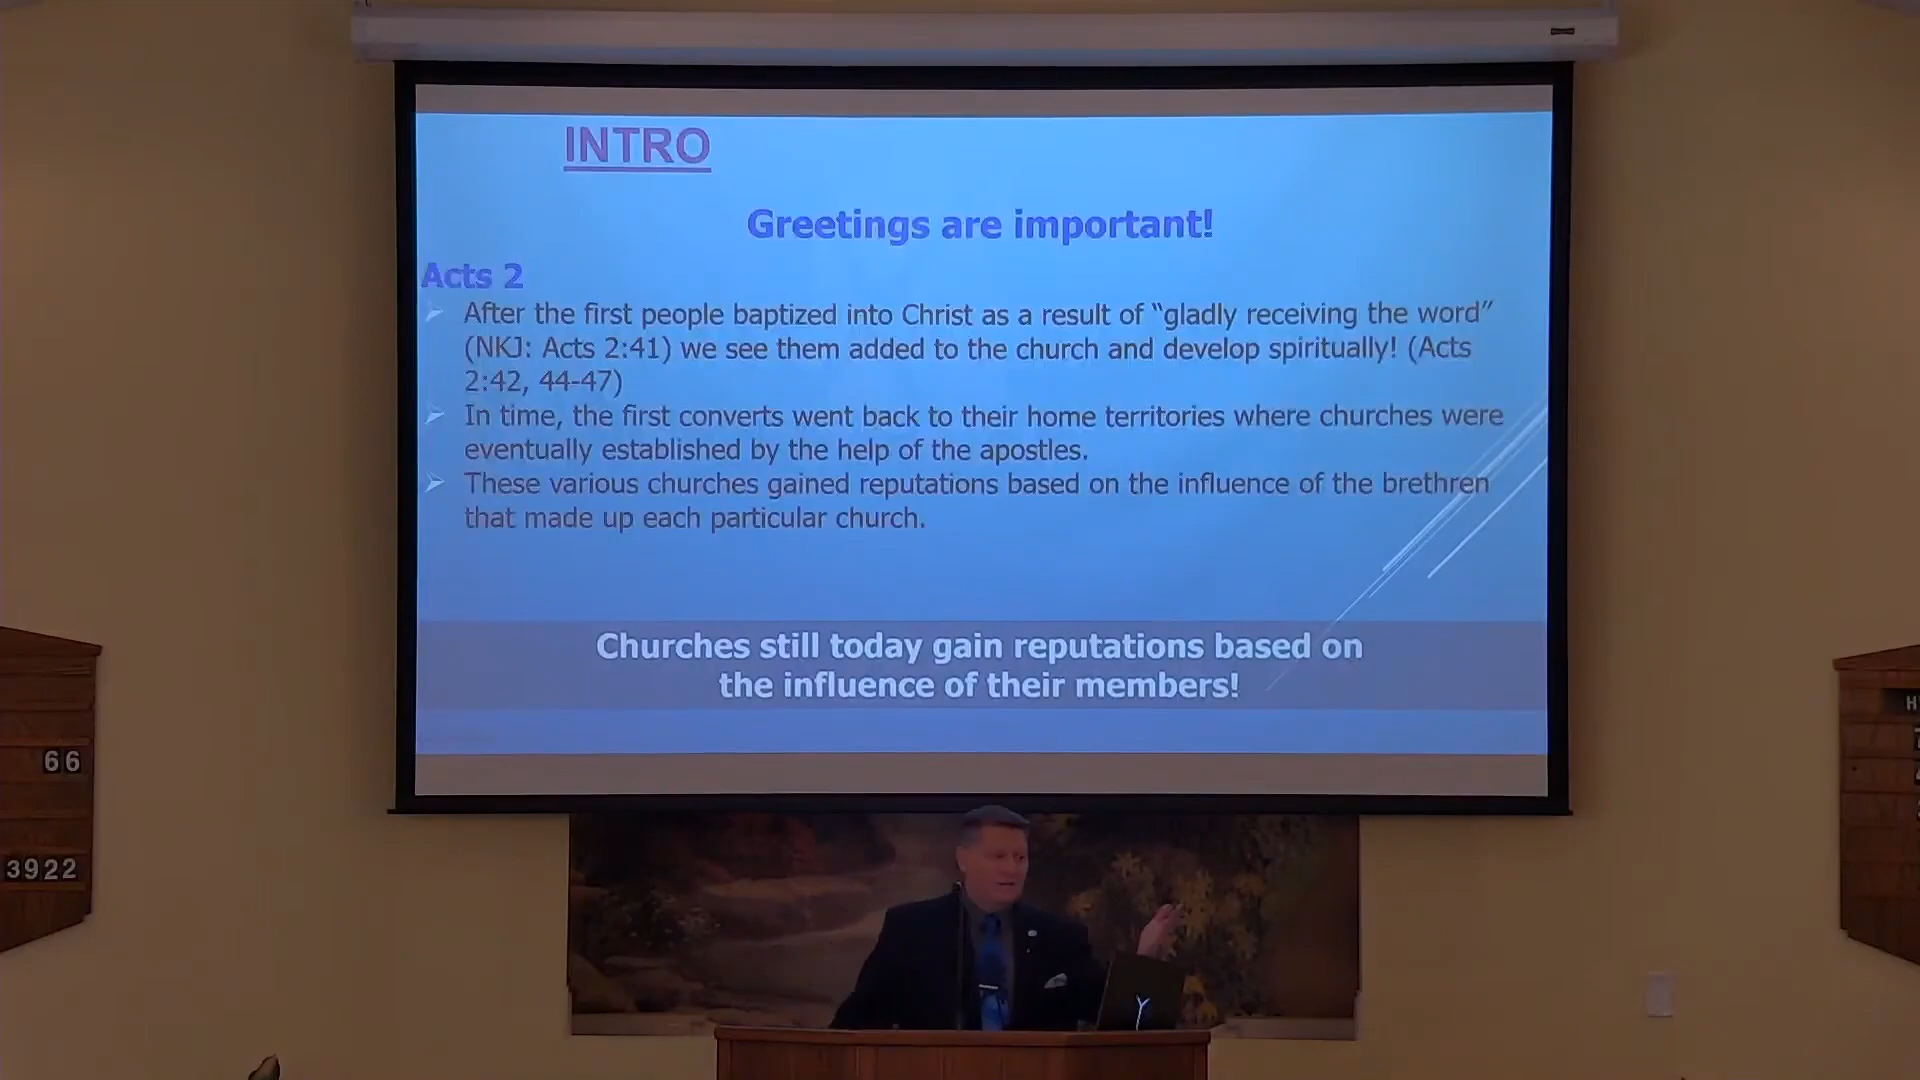 INTRO
Greetings are important!
Acts 2
After the first people baptized into Christ as a result of “gladly receiving the word”
(NKJ: Acts 2:41) we see them added to the church and develop spiritually! (Acts
2:42, 44-47)
In time, the first converts went back to their home territories where churches were
eventually established by the help of the apostles.
These various churches gained reputations based on the influence of the brethren
that made up each particular church.
Churches still today gain reputations based on
the influence of their members!
66
3922
H